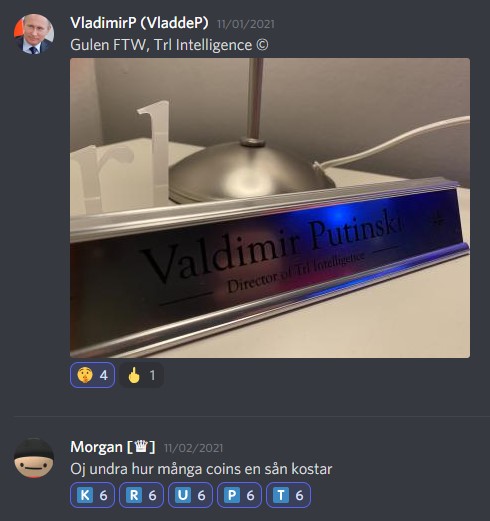 VladimirP (VladdeP) 11/01/2021
Gulen FTW, Trl Intelligence ©
rl
Valdimir Putinski
Director of Trl Intelligence
4 1
Morgan [♛] 11/02/2021
Oj undra hur många coins en sån kostar
K 6 R 6 U 6 P 6 T 6